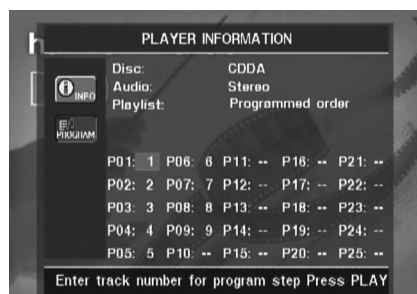 h
PLAYER INFORMATION
Disc: CDDA
Audio: Stereo
Playlist: Programmed order
INFO
PROGRAM
P01: 1 P06: 6 P11: -- P16: -- P21: --
P02: 2 P07: 7 P12: -- P17: -- P22: --
P03: 3 P08: 8 P13: -- P18: -- P23: --
P04: 4 P09: 9 P14: -- P19: -- P24: --
P05: 5 P10: -- P15: -- P20: -- P25: --
Enter track number for program step Press PLAY